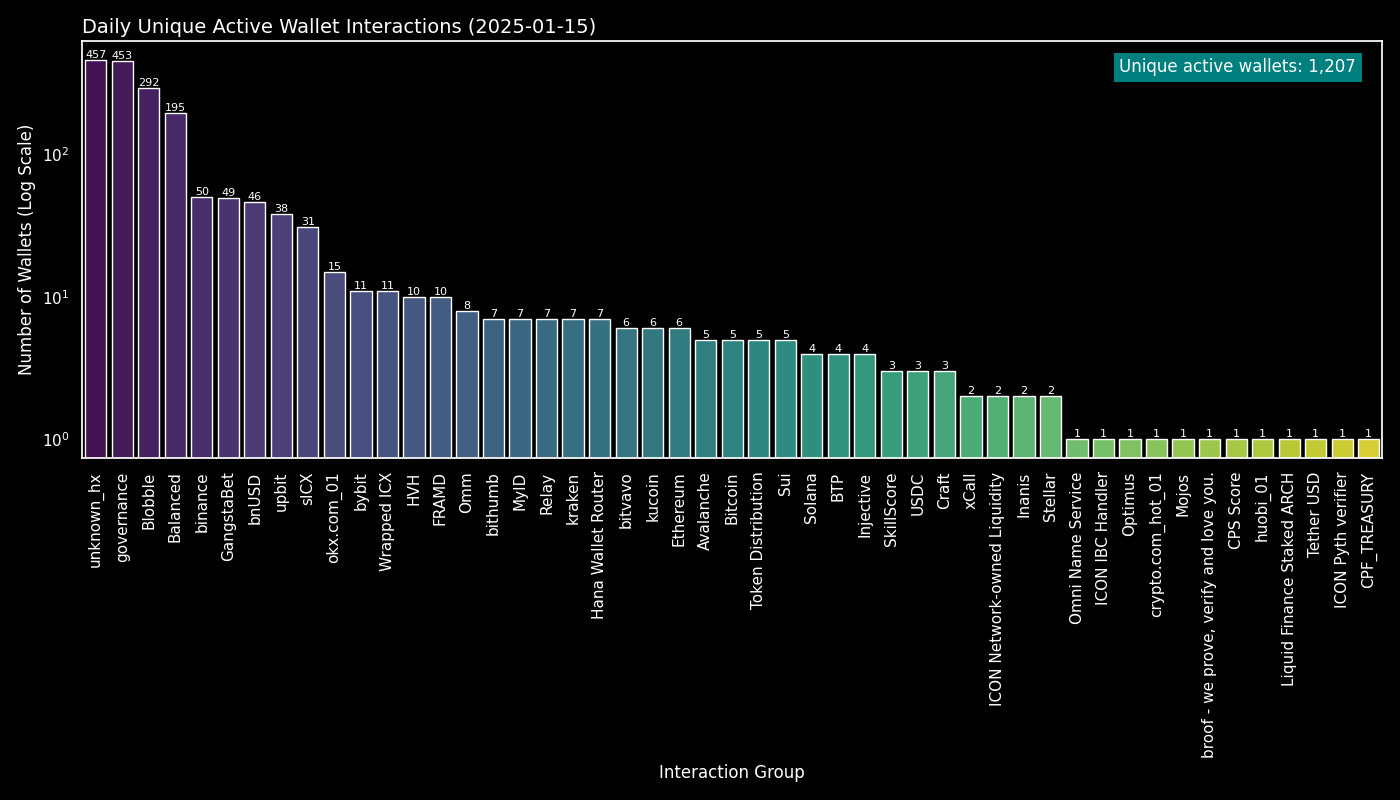 Daily Unique Active Wallet Interactions (2025-01-15)
Unique active wallets: 1,207
Number of Wallets (Log Scale)
10²
10¹
10⁰
457
453
292
195
50
49
46
38
31
15
11
11
10
10
8
7
7
7
7
7
6
6
6
5
5
5
5
4
4
4
3
3
3
2
2
2
2
1
1
1
1
1
1
1
1
1
1
1
1
unknown_hx
governance
Blobble
Balanced
binance
GangstaBet
bnUSD
upbit
sICX
okx.com_01
bybit
Wrapped ICX
HVH
FRAMD
Omm
bithumb
MyID
Relay
kraken
Hana Wallet Router
bitvavo
kucoin
Ethereum
Avalanche
Bitcoin
Token Distribution
Sui
Solana
BTP
Injective
SkillScore
USDC
Craft
xCall
ICON Network-owned Liquidity
Inanis
Stellar
Omni Name Service
ICON IBC Handler
Optimus
crypto.com_hot_01
Mojos
broof - we prove, verify and love you.
CPS Score
huobi_01
Liquid Finance Staked ARCH
Tether USD
ICON Pyth verifier
CPF_TREASURY
Interaction Group